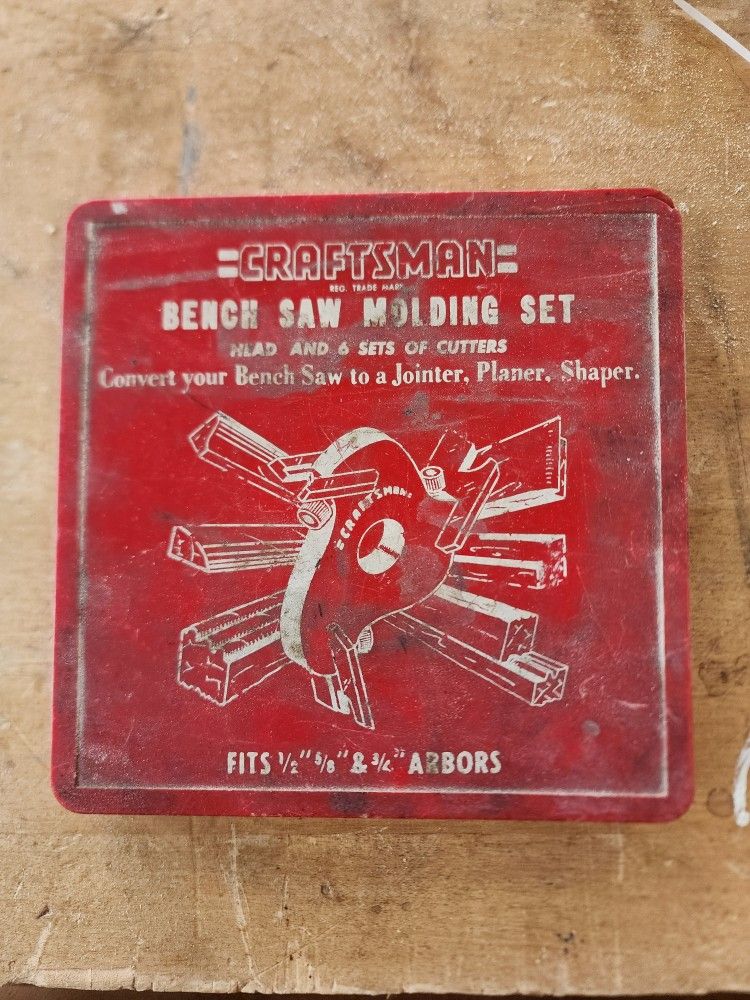 CRAFTSMAN
REG. TRADE MARK
BENCH SAW MOLDING SET
HEAD AND 6 SETS OF CUTTERS
Convert your Bench Saw to a Jointer, Planer, Shaper.
CRAFTSMAN
FITS 1/2" 5/8" & 3/4" ARBORS